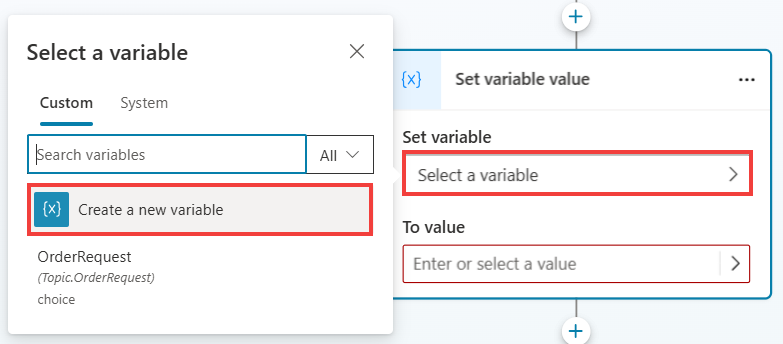 Select a variable
Custom
System
Search variables
All
{x} Create a new variable
OrderRequest
(Topic.OrderRequest)
choice
{x} Set variable value
Set variable
Select a variable
To value
Enter or select a value